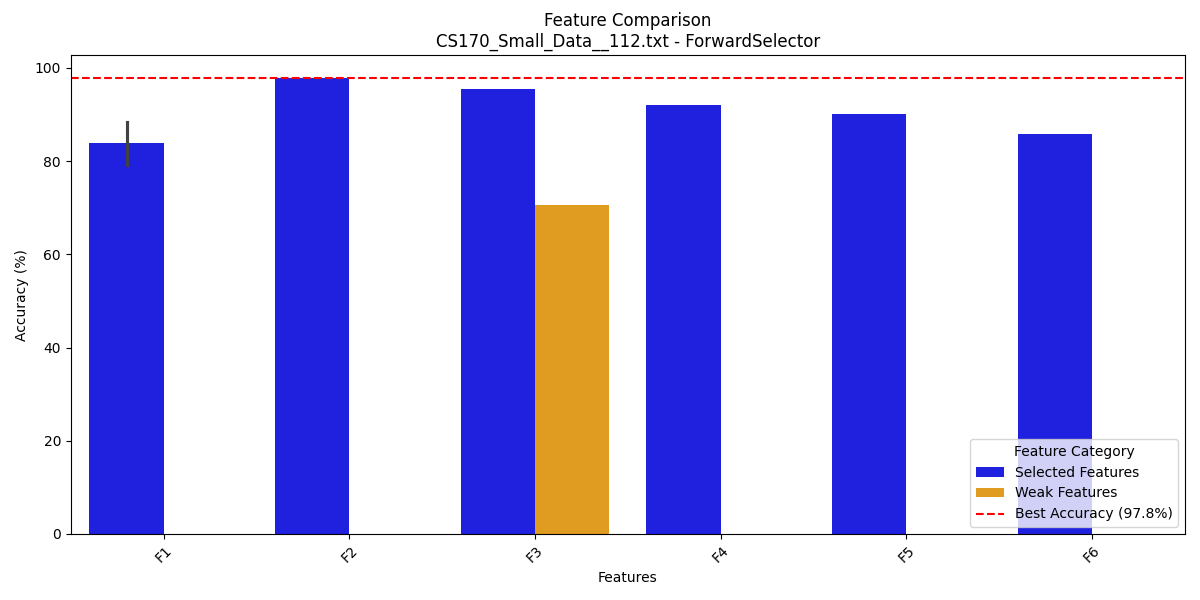 Feature Comparison
CS170_Small_Data__112.txt - ForwardSelector
Accuracy (%)
100
80
60
40
20
0
F1
F2
F3
F4
F5
F6
Features
Feature Category
Selected Features
Weak Features
Best Accuracy (97.8%)